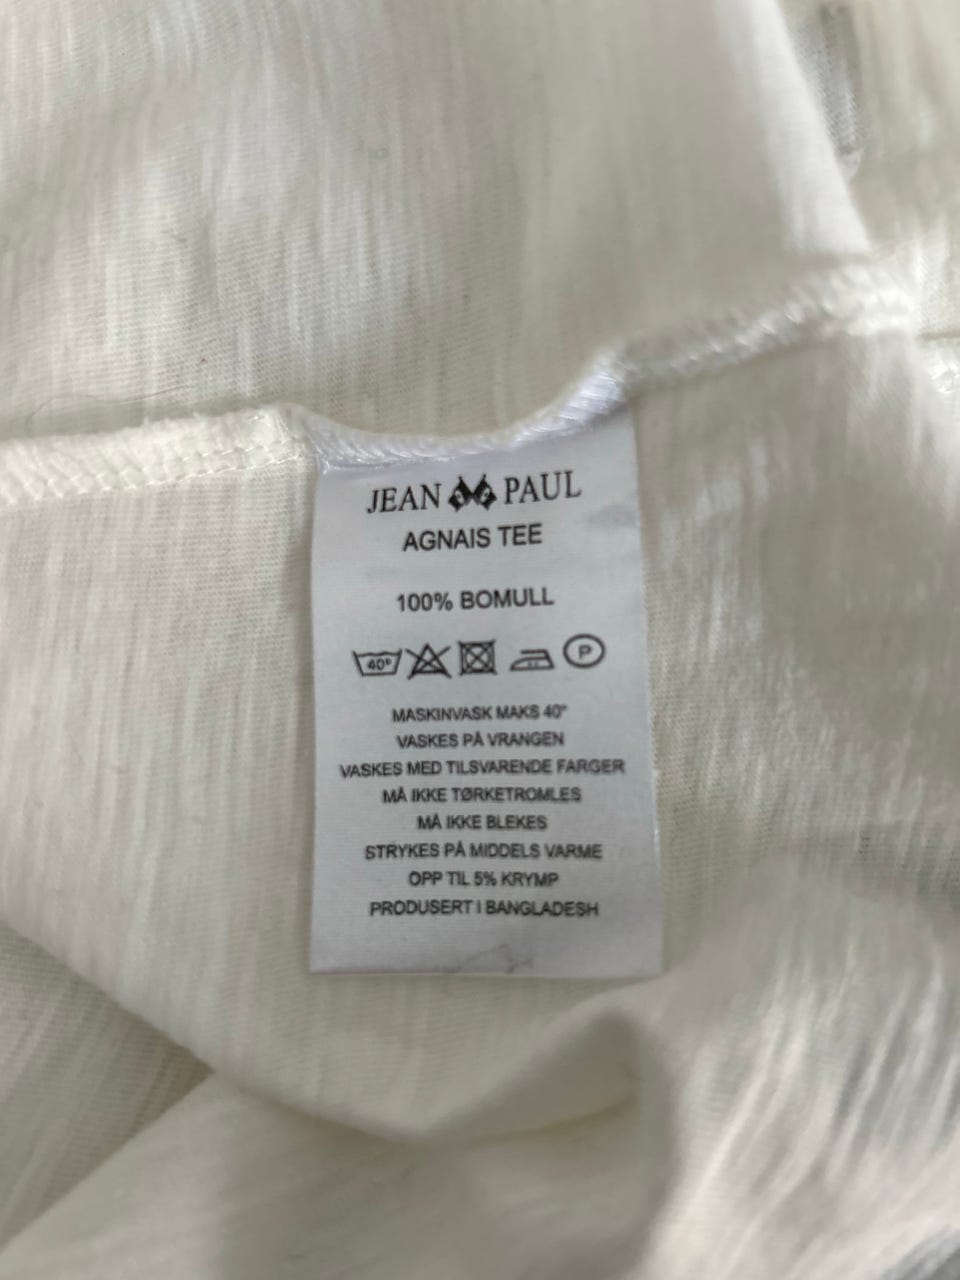 JEAN PAUL
AGNAIS TEE
100% BOMULL
40° P
MASKINVASK MAKS 40°
VASKES PÅ VRANGEN
VASKES MED TILSVARENDE FARGER
MÅ IKKE TØRKETROMLES
MÅ IKKE BLEKES
STRYKES PÅ MIDDELS VARME
OPP TIL 5% KRYMP
PRODUSERT I BANGLADESH